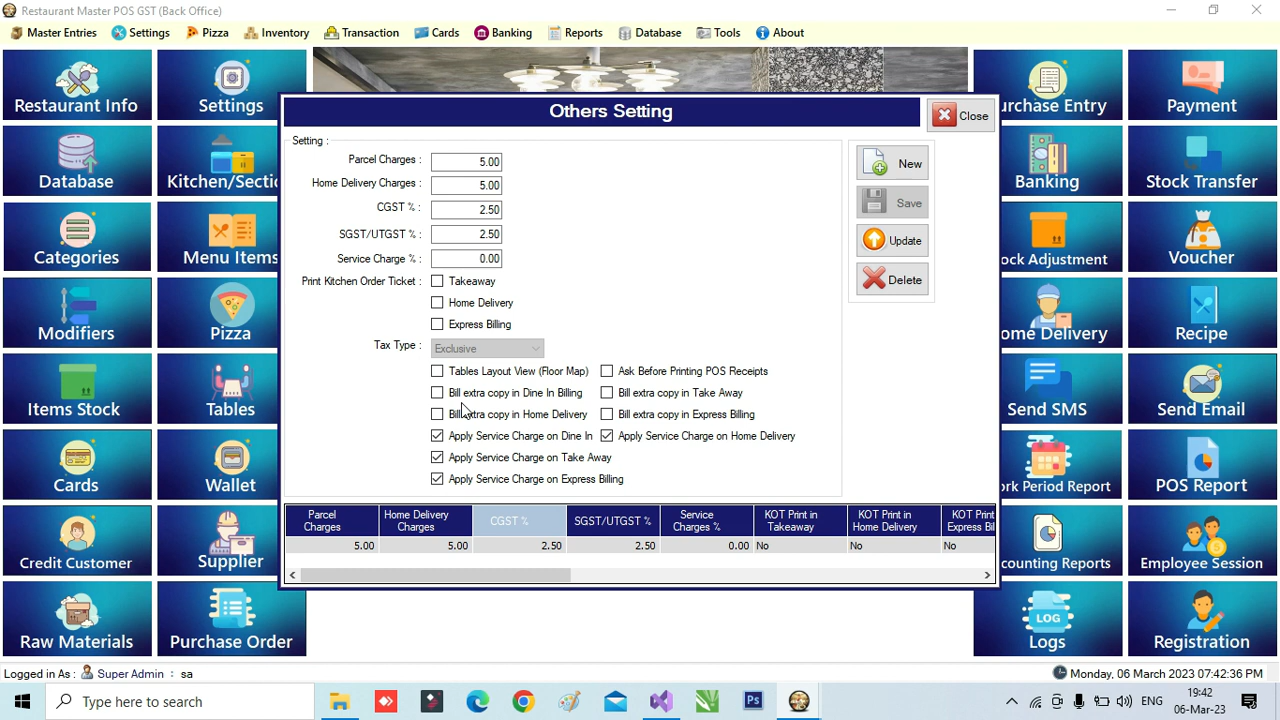 Restaurant Master POS GST (Back Office)
Master Entries Settings Pizza Inventory Transaction Cards Banking Reports Database Tools About
Restaurant Info
Settings
Database
Kitchen/Sectio
Categories
Menu Items
Modifiers
Pizza
Items Stock
Tables
Cards
Wallet
Credit Customer
Supplier
Raw Materials
Purchase Order
Others Setting
Close
Setting :
Parcel Charges : 5.00
Home Delivery Charges : 5.00
CGST % : 2.50
SGST/UTGST % : 2.50
Service Charge % : 0.00
Print Kitchen Order Ticket : Takeaway
Home Delivery
Express Billing
Tax Type : Exclusive
Tables Layout View (Floor Map) Ask Before Printing POS Receipts
Bill extra copy in Dine In Billing Bill extra copy in Take Away
Bill extra copy in Home Delivery Bill extra copy in Express Billing
Apply Service Charge on Dine In Apply Service Charge on Home Delivery
Apply Service Charge on Take Away
Apply Service Charge on Express Billing
New
Save
Update
Delete
Parcel Charges Home Delivery Charges CGST % SGST/UTGST % Service Charges % KOT Print in Takeaway KOT Print in Home Delivery KOT Print Express Bil
5.00 5.00 2.50 2.50 0.00 No No No
urchase Entry
Payment
Banking
Stock Transfer
ock Adjustment
Voucher
ome Delivery
Recipe
Send SMS
Send Email
rk Period Report
POS Report
counting Reports
Employee Session
LOG
Logs
Registration
Logged in As : Super Admin : sa
Monday, 06 March 2023 07:42:36 PM
Type here to search
Ps
ENG
19:42
06-Mar-23